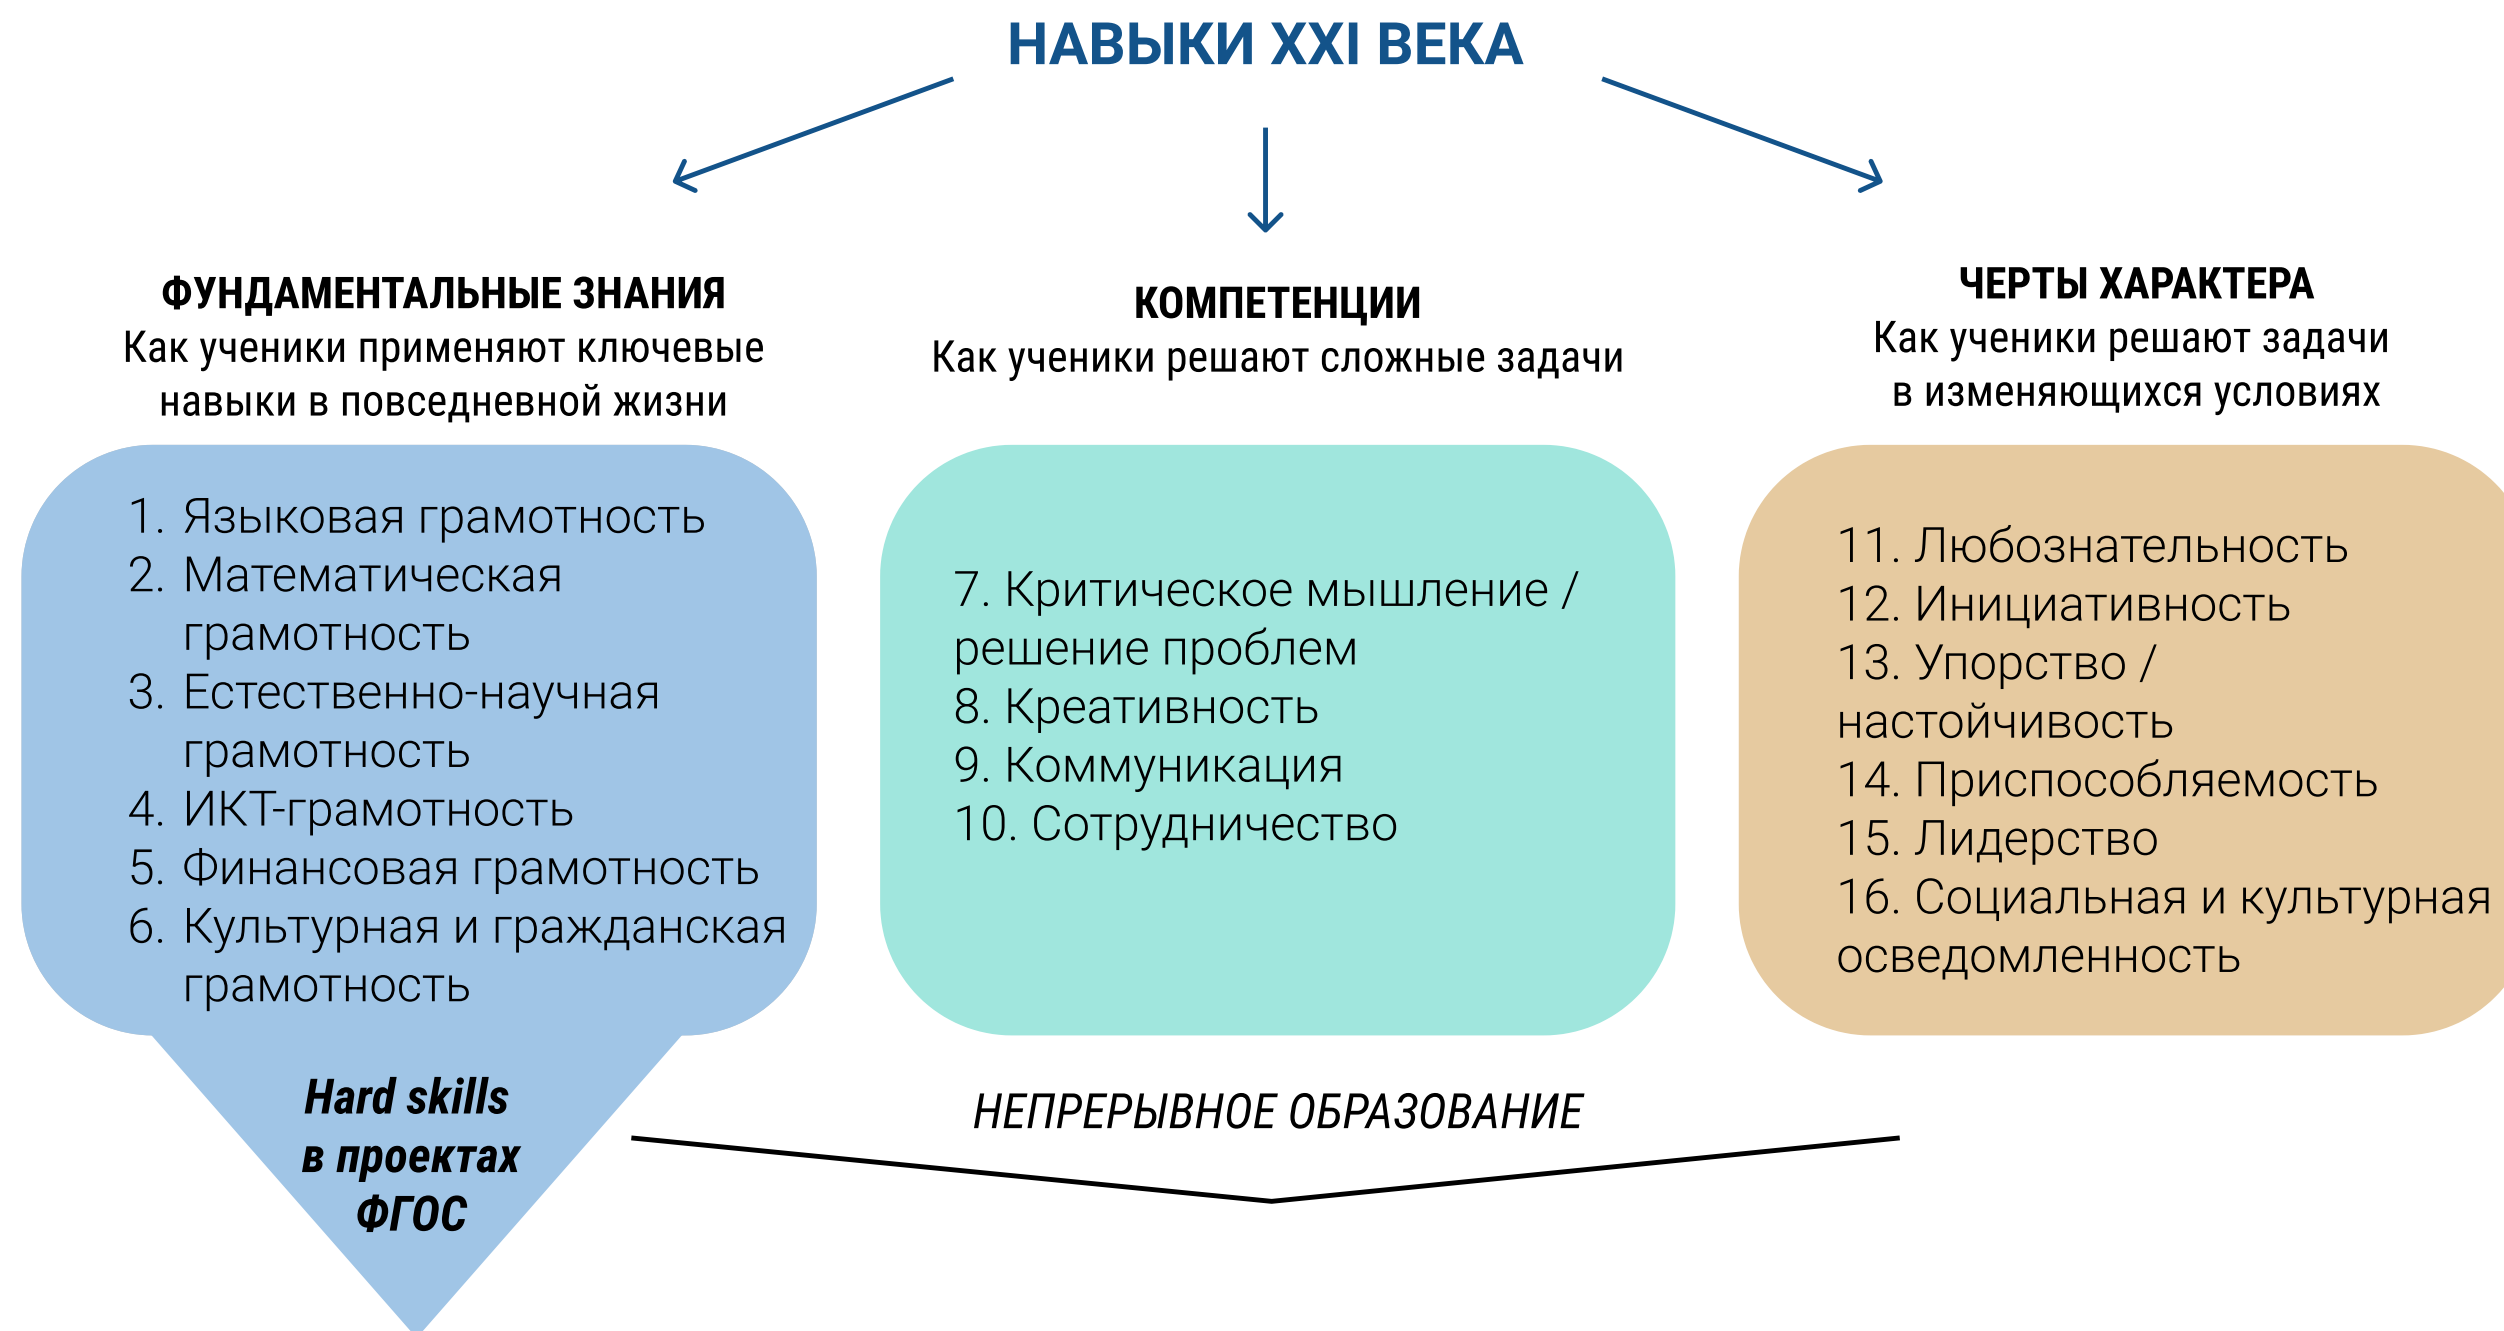 НАВЫКИ XXI ВЕКА
ФУНДАМЕНТАЛЬНЫЕ ЗНАНИЯ
Как ученики применяют ключевые
навыки в повседневной жизни
1. Языковая грамотность
2. Математическая
грамотность
3. Естественно-научная
грамотность
4. ИКТ-грамотность
5. Финансовая грамотность
6. Культурная и гражданская
грамотность
Hard skills
в проектах
ФГОС
КОМПЕТЕНЦИИ
Как ученики решают сложные задачи
7. Критическое мышление /
решение проблем
8. Креативность
9. Коммуникация
10. Сотрудничество
ЧЕРТЫ ХАРАКТЕРА
Как ученики решают задачи
в изменяющихся условиях
11. Любознательность
12. Инициативность
13. Упорство /
настойчивость
14. Приспособляемость
15. Лидерство
16. Социальная и культурная
осведомленность
НЕПРЕРЫВНОЕ ОБРАЗОВАНИЕ